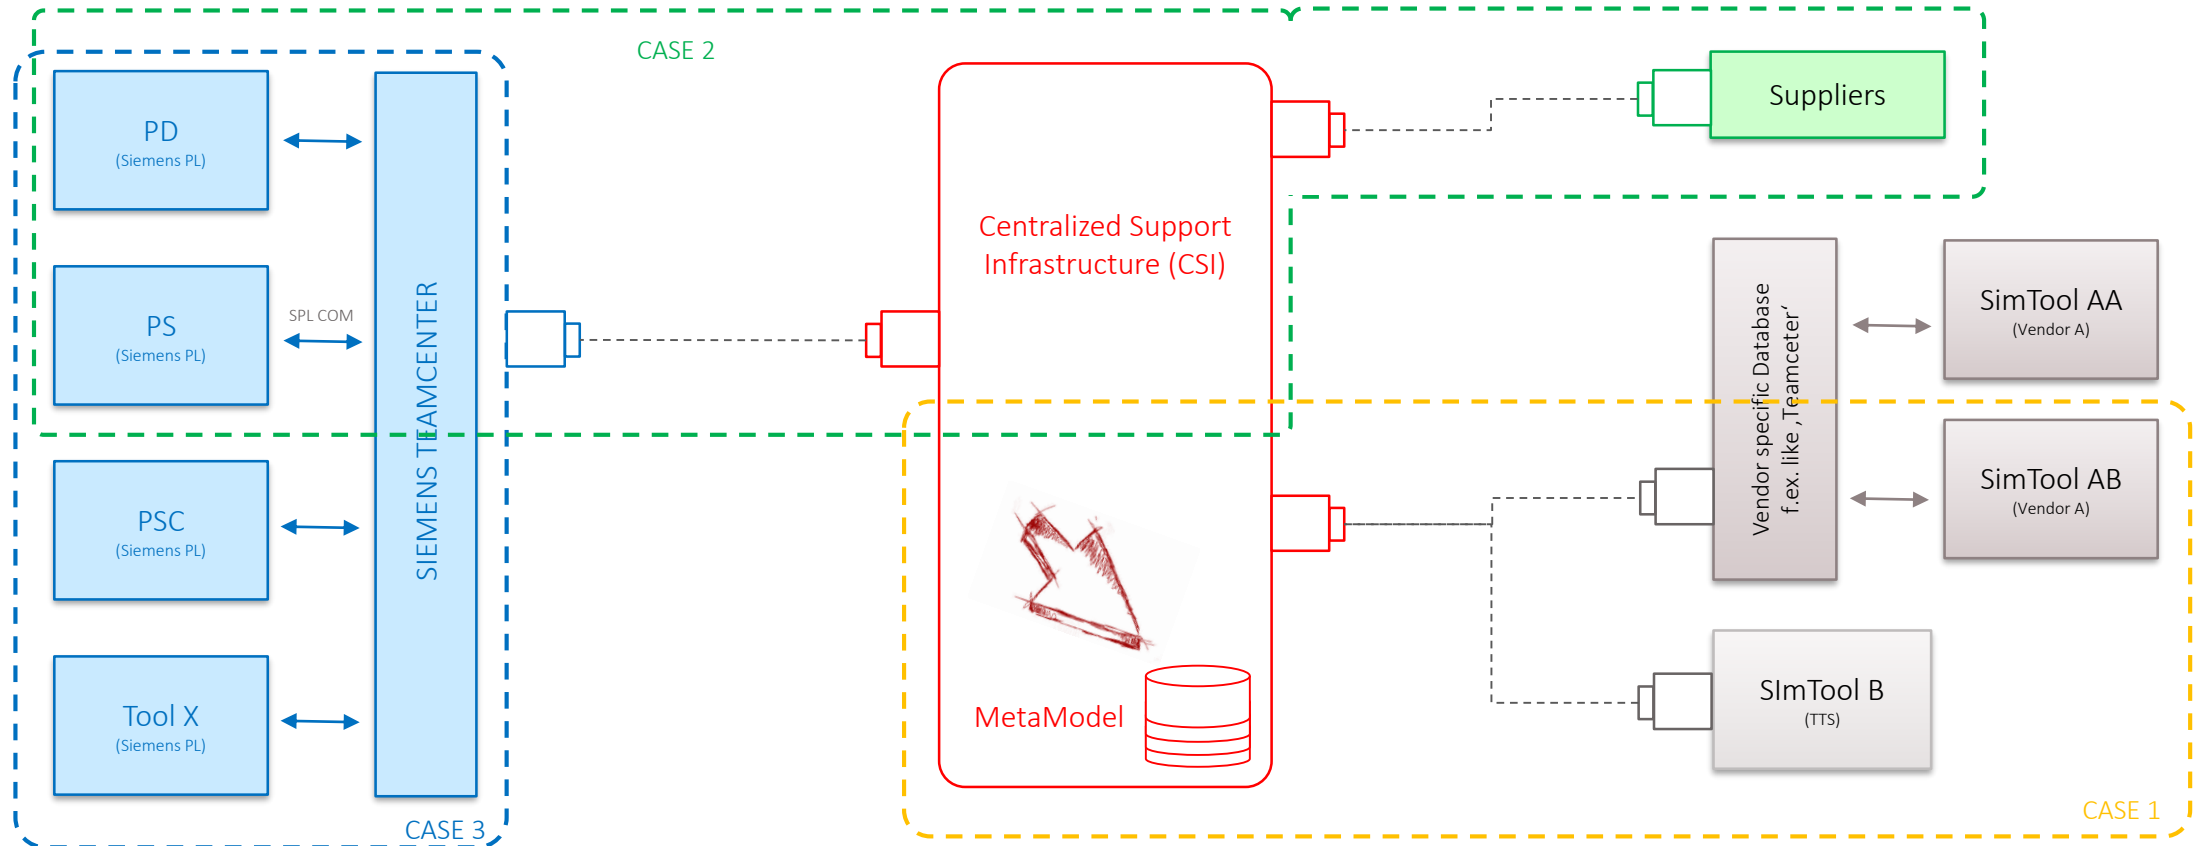 CASE 2
PD
(Siemens PL)
PS
(Siemens PL)
SPL COM
PSC
(Siemens PL)
Tool X
(Siemens PL)
SIEMENS TEAMCENTER
CASE 3
Centralized Support
Infrastructure (CSI)
MetaModel
Suppliers
Vendor specific Database
f.ex. like ‚Teamceter‘
SimTool AA
(Vendor A)
SimTool AB
(Vendor A)
SImTool B
(TTS)
CASE 1